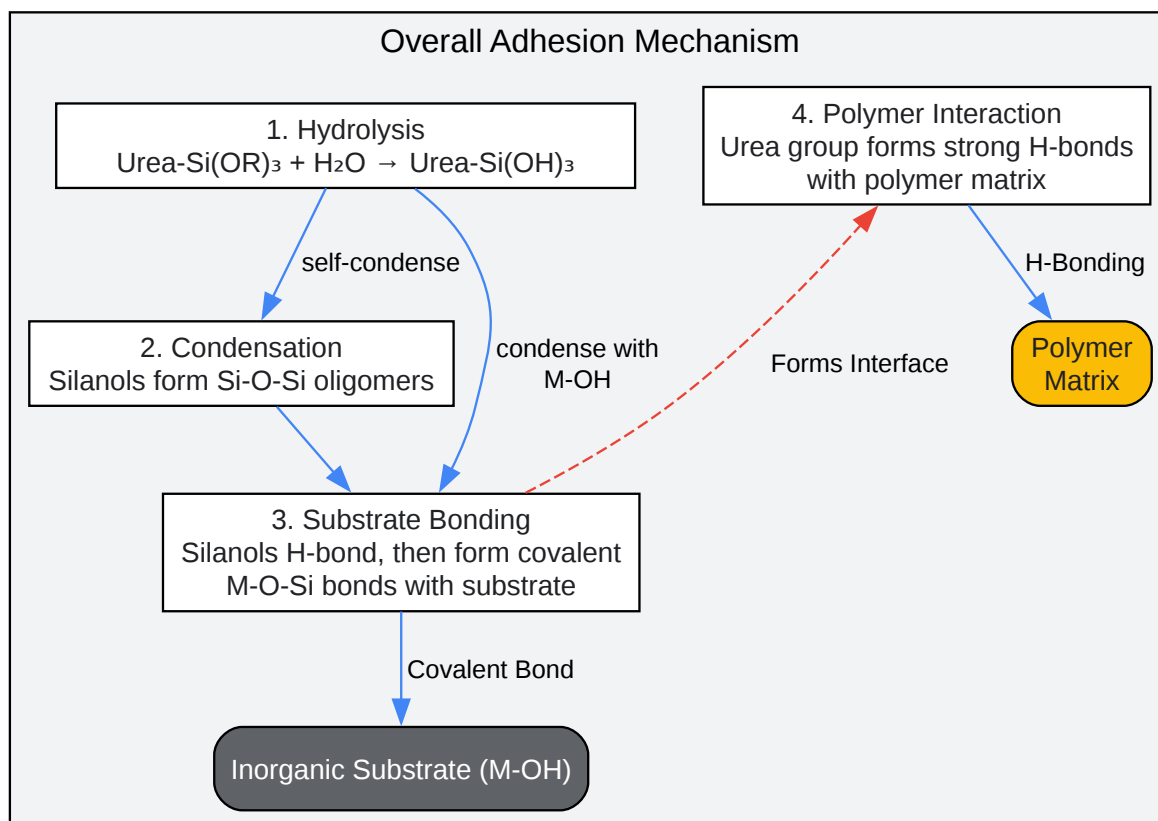 Overall Adhesion Mechanism
1. Hydrolysis
Urea-Si(OR)₃ + H₂O → Urea-Si(OH)₃
4. Polymer Interaction
Urea group forms strong H-bonds
with polymer matrix
self-condense
H-Bonding
2. Condensation
Silanols form Si-O-Si oligomers
condense with
M-OH
Forms Interface
Polymer
Matrix
3. Substrate Bonding
Silanols H-bond, then form covalent
M-O-Si bonds with substrate
Covalent Bond
Inorganic Substrate (M-OH)